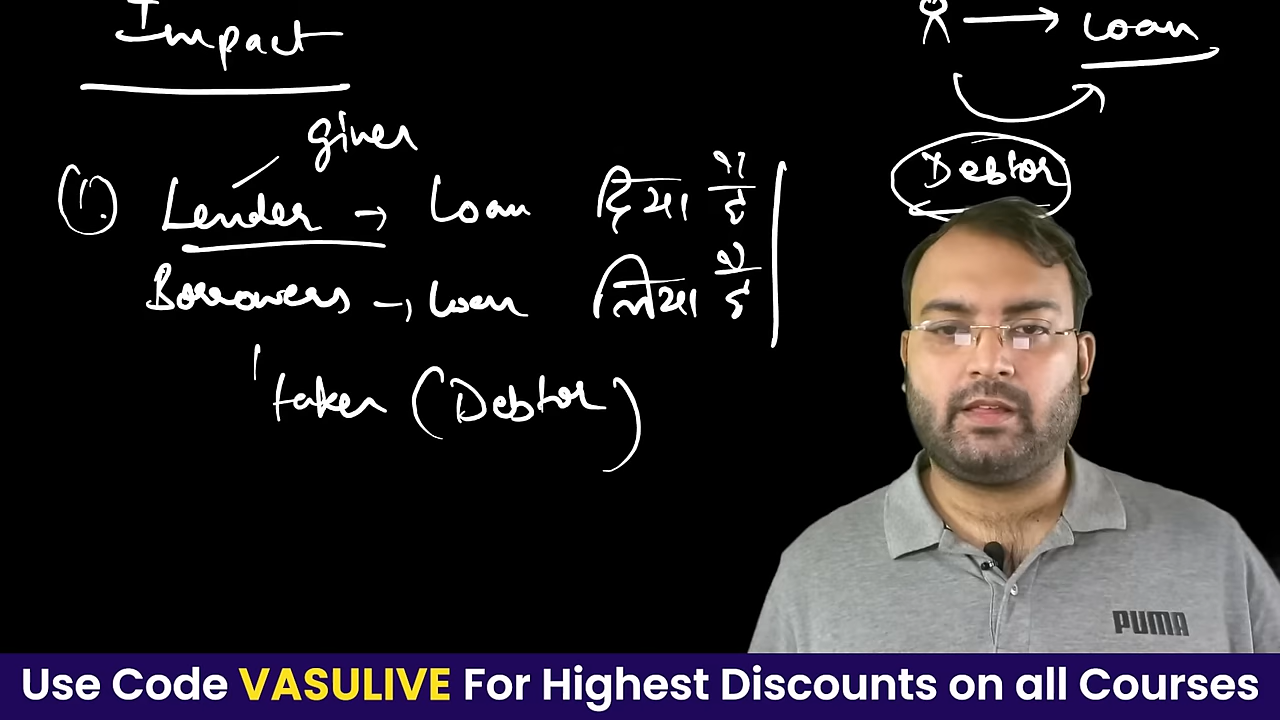 Impact
Loan
Debtor
giver
1. Lender → Loan दिया
Borrowers → Loan लिया
taker (Debtor)
PUMA
Use Code VASULIVE For Highest Discounts on all Courses